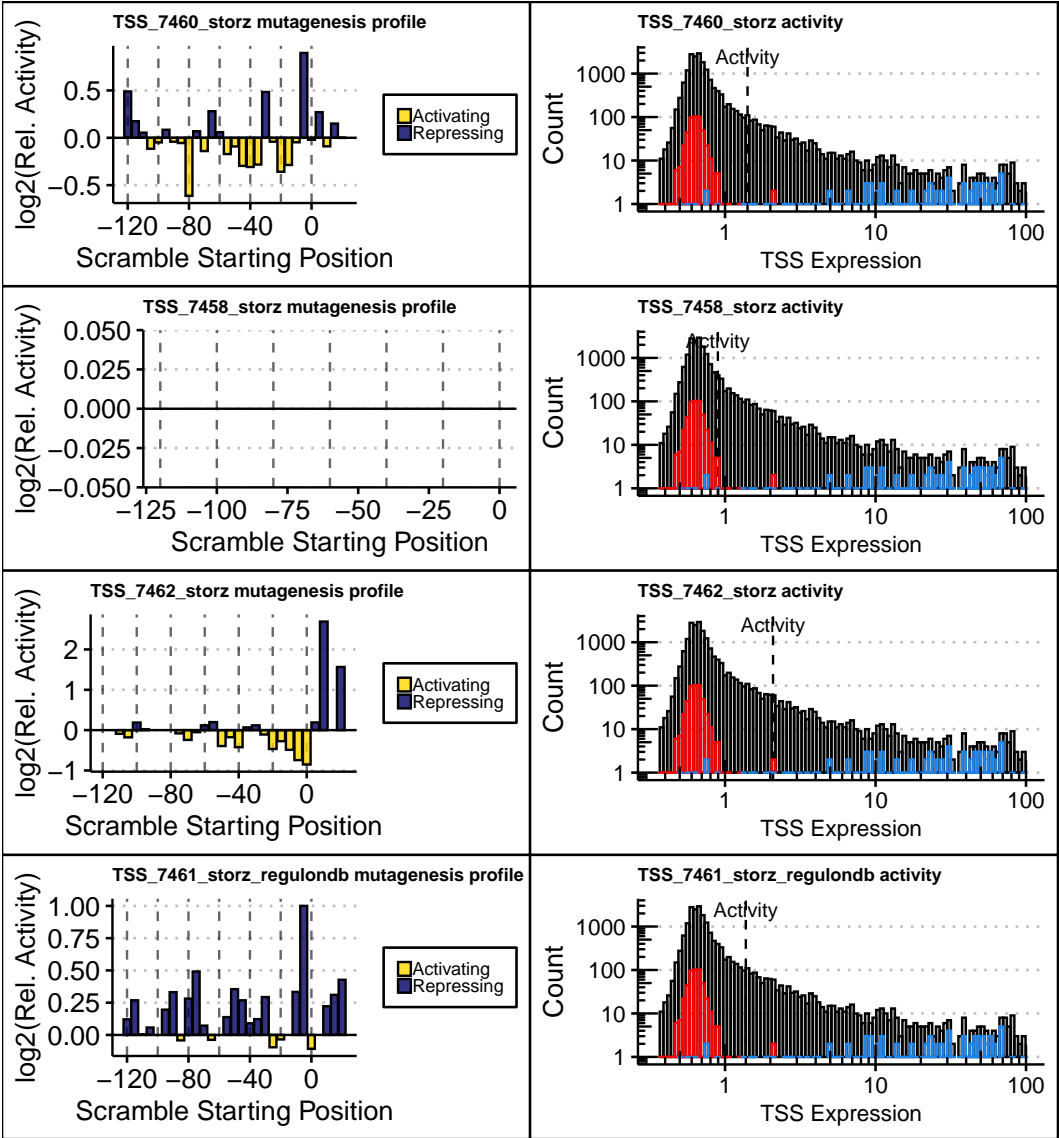 TSS_7460_storz mutagenesis profile
log2(Rel. Activity)
0.5
0.0
−0.5
−120 −80 −40 0
Scramble Starting Position
Activating
Repressing
TSS_7460_storz activity
Activity
Count
1000
100
10
1
1 10 100
TSS Expression
TSS_7458_storz mutagenesis profile
log2(Rel. Activity)
0.050
0.025
0.000
−0.025
−0.050
−125 −100 −75 −50 −25 0
Scramble Starting Position
TSS_7458_storz activity
Activity
Count
1000
100
10
1
1 10 100
TSS Expression
TSS_7462_storz mutagenesis profile
log2(Rel. Activity)
2
1
0
−1
−120 −80 −40 0
Scramble Starting Position
Activating
Repressing
TSS_7462_storz activity
Activity
Count
1000
100
10
1
1 10 100
TSS Expression
TSS_7461_storz_regulondb mutagenesis profile
log2(Rel. Activity)
1.00
0.75
0.50
0.25
0.00
−120 −80 −40 0
Scramble Starting Position
Activating
Repressing
TSS_7461_storz_regulondb activity
Activity
Count
1000
100
10
1
1 10 100
TSS Expression